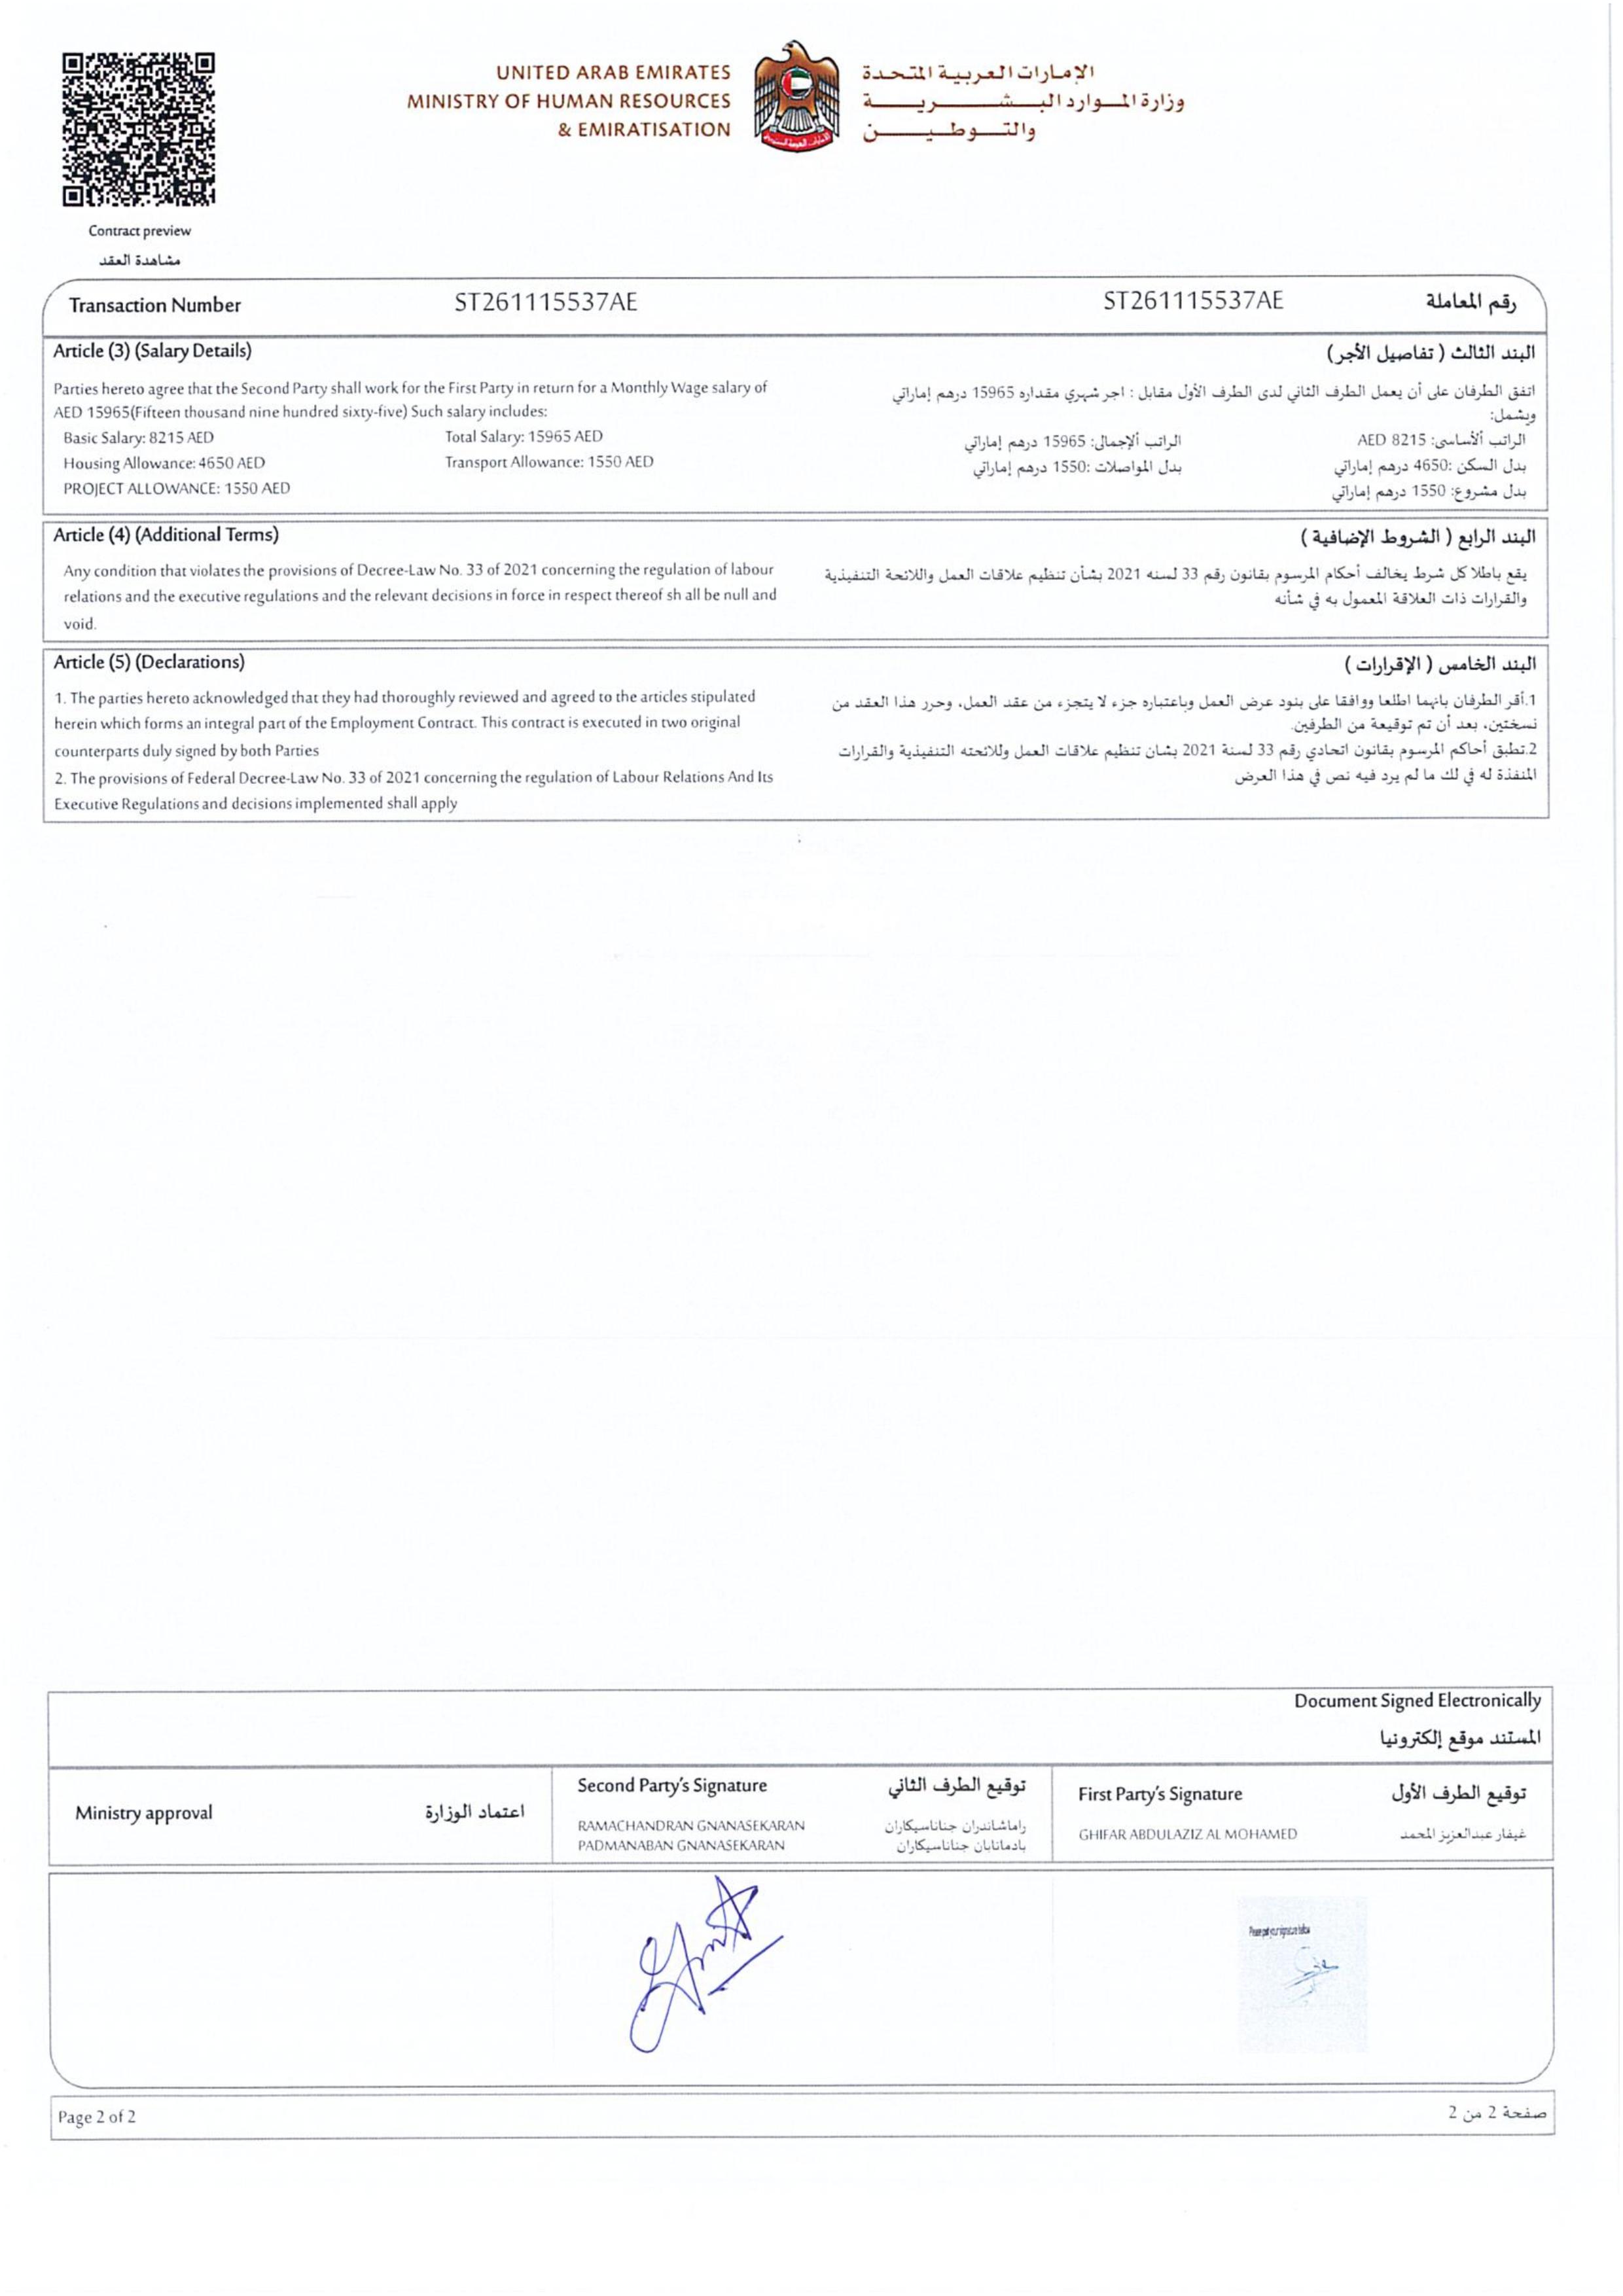 UNITED ARAB EMIRATES
MINISTRY OF HUMAN RESOURCES
& EMIRATISATION
الإمارات العربية المتحدة
وزارة الموارد البشرية
والتوطين
Contract preview
مشاهدة العقد
Transaction Number ST261115537AE ST261115537AE رقم المعاملة
Article (3) (Salary Details)
Parties hereto agree that the Second Party shall work for the First Party in return for a Monthly Wage salary of
AED 15965(Fifteen thousand nine hundred sixty-five) Such salary includes:
Basic Salary: 8215 AED Total Salary: 15965 AED
Housing Allowance: 4650 AED Transport Allowance: 1550 AED
PROJECT ALLOWANCE: 1550 AED
البند الثالث ( تفاصيل الأجر )
اتفق الطرفان على أن يعمل الطرف الثاني لدى الطرف الأول مقابل : اجر شهري مقداره 15965 درهم إماراتي
ويشمل:
الراتب ألأساسى: 8215 AED الراتب ألإجمالى: 15965 درهم إماراتي
بدل السكن :4650 درهم إماراتي بدل المواصلات :1550 درهم إماراتي
بدل مشروع: 1550 درهم إماراتي
Article (4) (Additional Terms)
Any condition that violates the provisions of Decree-Law No. 33 of 2021 concerning the regulation of labour
relations and the executive regulations and the relevant decisions in force in respect thereof sh all be null and
void.
البند الرابع ( الشروط الإضافية )
يقع باطلا كل شرط يخالف أحكام المرسوم بقانون رقم 33 لسنه 2021 بشأن تنظيم علاقات العمل واللائحة التنفيذية
والقرارات ذات العلاقة المعمول به في شأنه
Article (5) (Declarations)
1. The parties hereto acknowledged that they had thoroughly reviewed and agreed to the articles stipulated
herein which forms an integral part of the Employment Contract. This contract is executed in two original
counterparts duly signed by both Parties
2. The provisions of Federal Decree-Law No. 33 of 2021 concerning the regulation of Labour Relations And Its
Executive Regulations and decisions implemented shall apply
البند الخامس ( الإقرارات )
1.أقر الطرفان بانهما اطلعا ووافقا على بنود عرض العمل وباعتباره جزء لا يتجزء من عقد العمل، وحرر هذا العقد من
نسختين، بعد أن تم توقيعة من الطرفين.
2.تطبق أحاكم المرسوم بقانون اتحادي رقم 33 لسنة 2021 بشان تنظيم علاقات العمل وللائحته التنفيذية والقرارات
المنفذة له في لك ما لم يرد فيه نص في هذا العرض
Document Signed Electronically
المستند موقع إلكترونيا
Ministry approval اعتماد الوزارة
Second Party's Signature توقيع الطرف الثاني
RAMACHANDRAN GNANASEKARAN راماشاندران جناناسيكاران
PADMANABAN GNANASEKARAN بادمانابان جناناسيكاران
First Party's Signature توقيع الطرف الأول
GHIFAR ABDULAZIZ AL MOHAMED غيفار عبدالعزيز المحمد
Please put your signature below
Page 2 of 2 صفحة 2 من 2